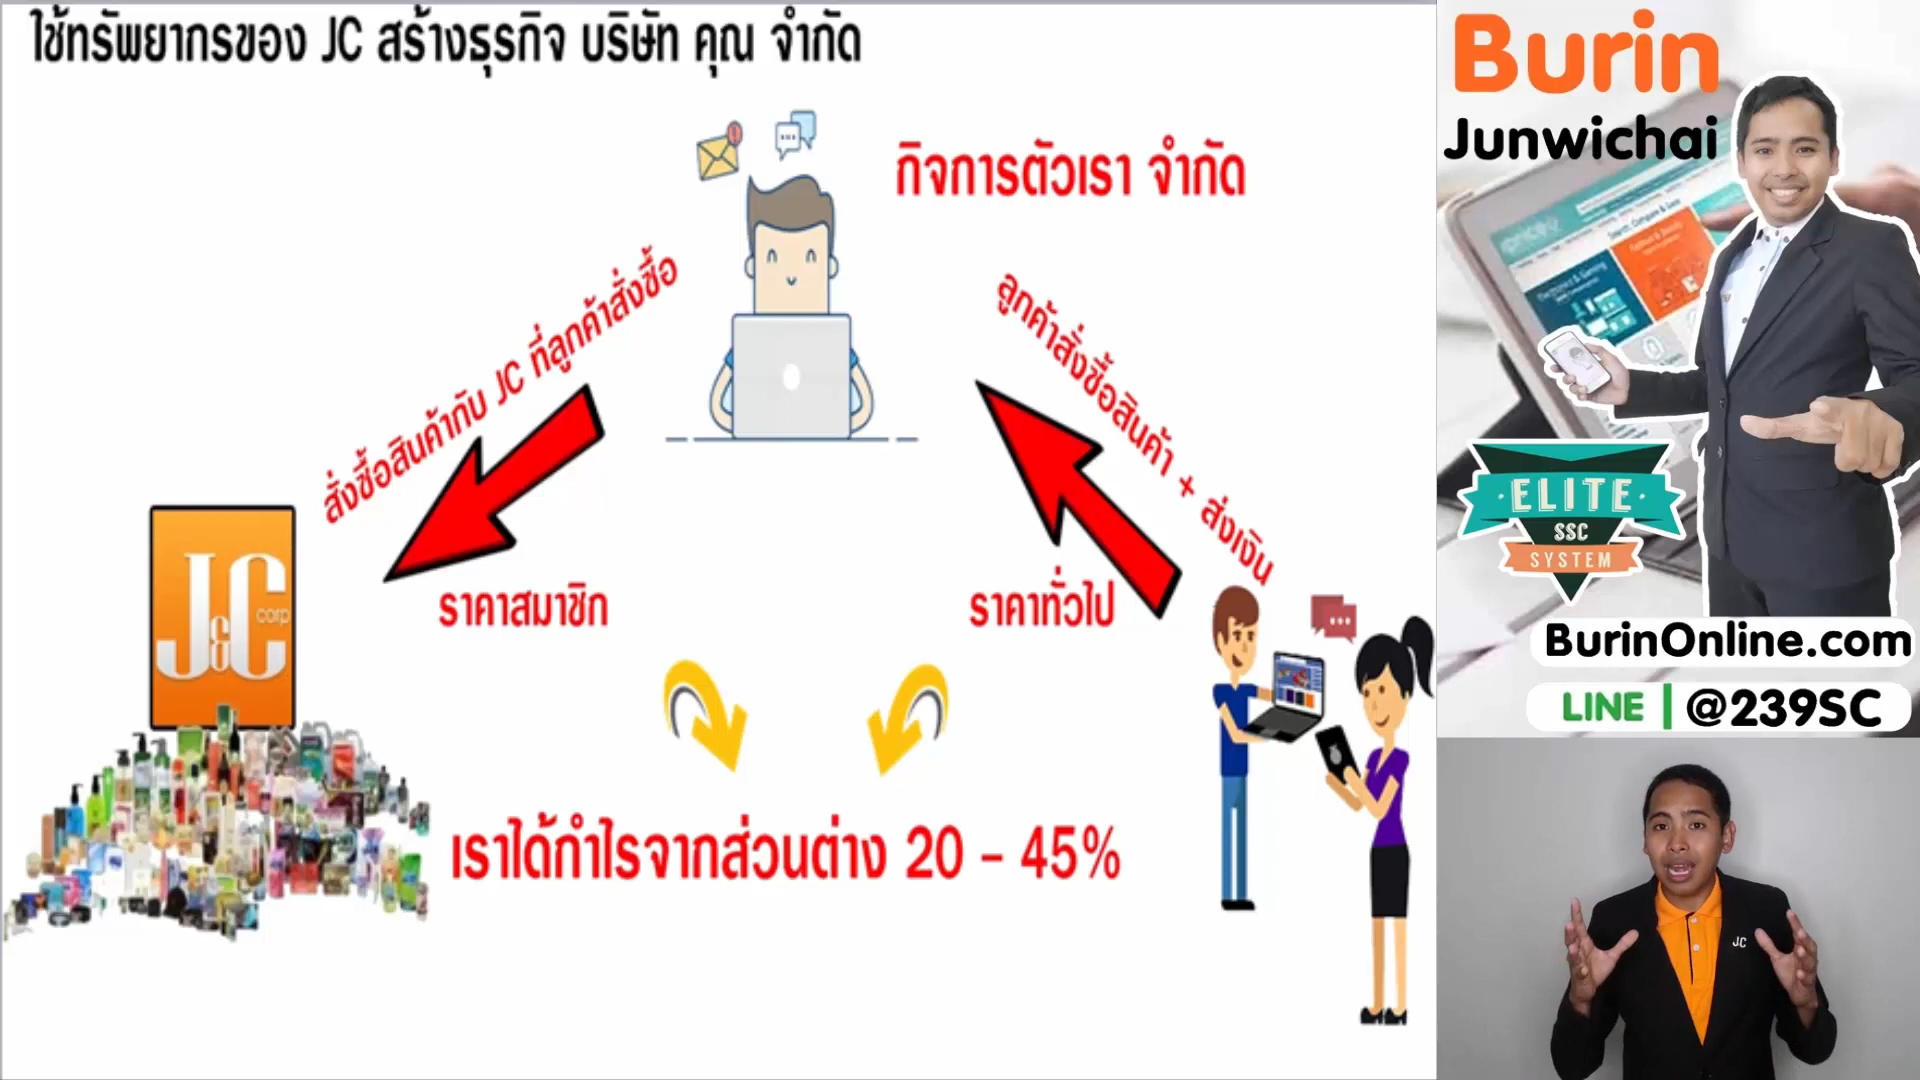 ใช้ทรัพยากรของ JC สร้างธุรกิจ บริษัท คุณ จำกัด
กิจการตัวเรา จำกัด
สั่งซื้อสินค้ากับ JC ที่ลูกค้าสั่งซื้อ
ลูกค้าสั่งซื้อสินค้า + ส่งเงิน
ราคาสมาชิก
ราคาทั่วไป
J&C
corp
เราได้กำไรจากส่วนต่าง 20 – 45%
Burin
Junwichai
ELITE
SSC
SYSTEM
BurinOnline.com
LINE | @239SC
JC